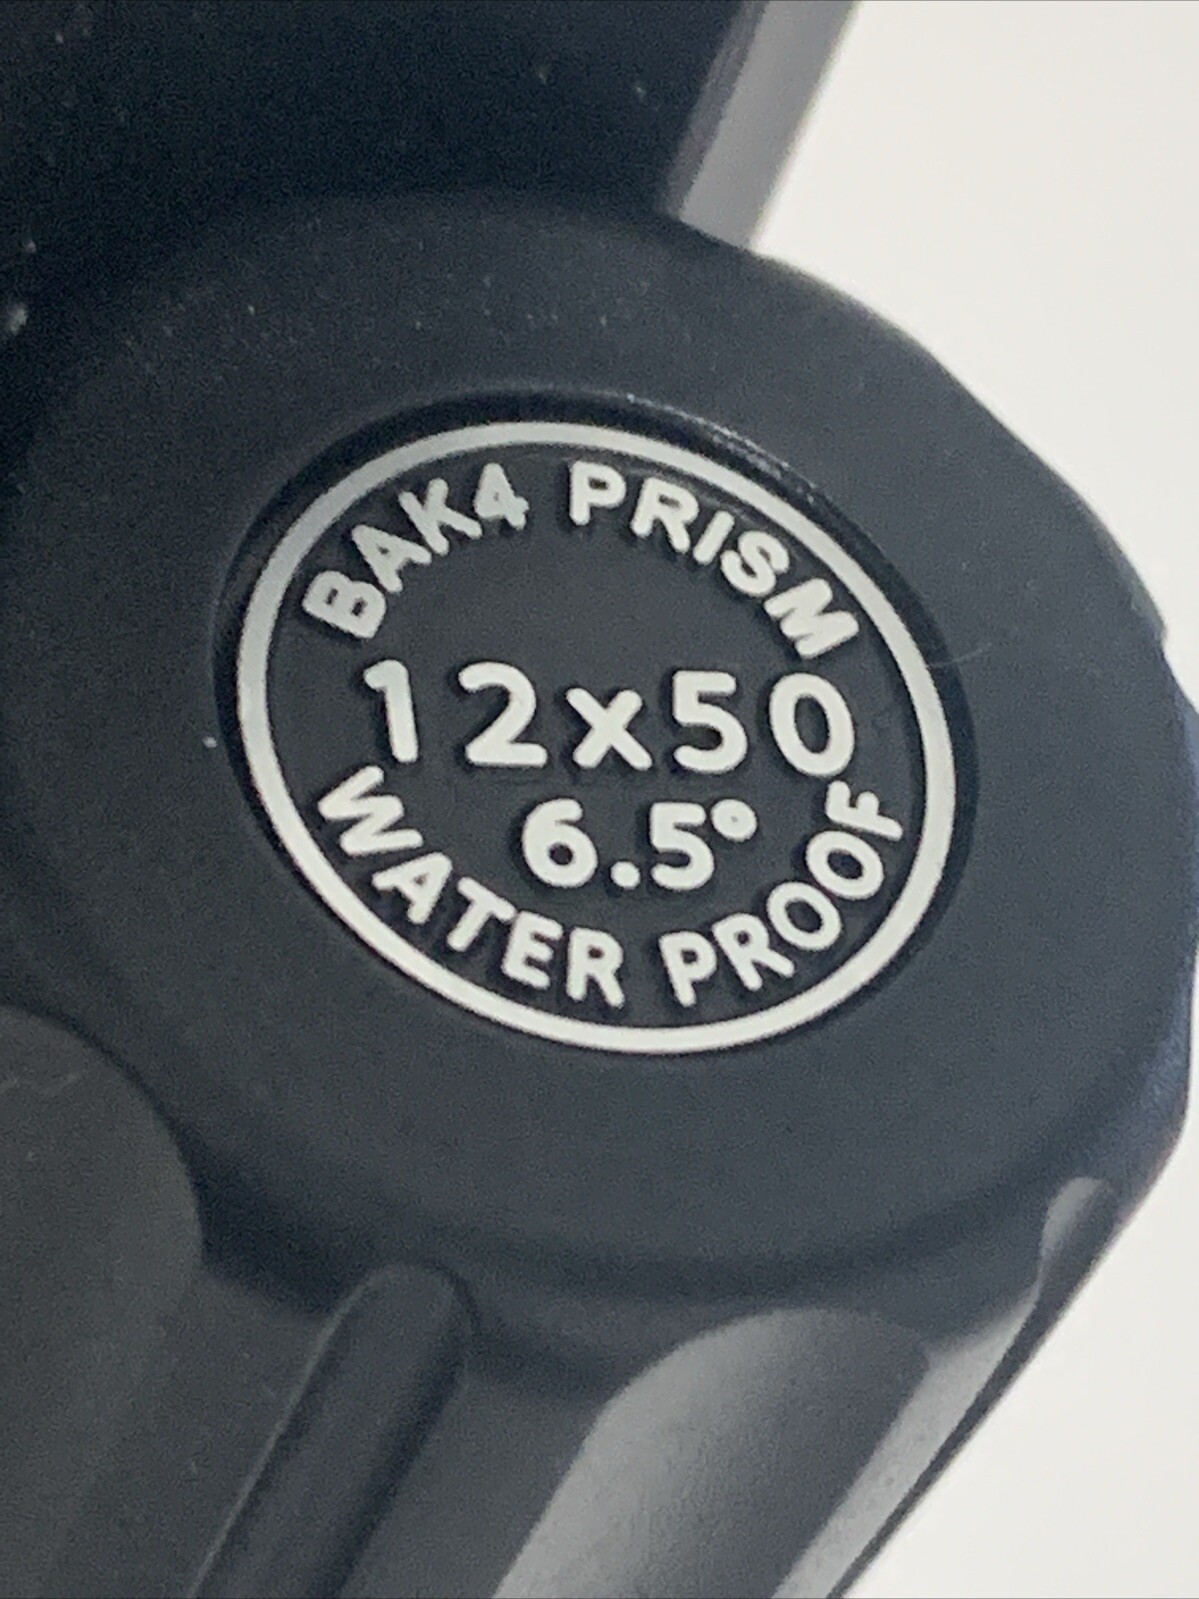 BAK4 PRISM
12x50
6.5°
WATER PROOF